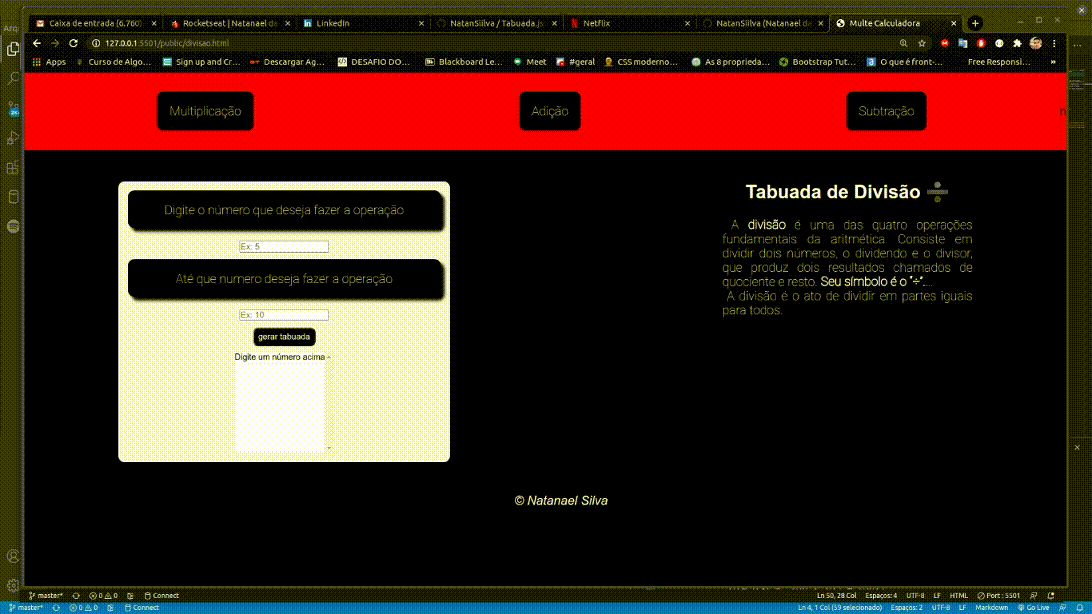 Arq
Caixa de entrada (6.760)
Rocketseat | Natanael de
LinkedIn
NatanSiilva / Tabuada.js
Netflix
NatanSiilva (Natanael de
Multe Calculadora
127.0.0.1:5501/public/divisao.html
Apps
Curso de Algo...
Sign up and Cr...
Descargar Ag...
DESAFIO DO...
Blackboard Le...
Meet
#geral
CSS moderno...
As 8 proprieda...
Bootstrap Tut...
O que é front-...
Free Responsi...
»
Multiplicação
Adição
Subtração
Digite o número que deseja fazer a operação
Ex: 5
Até que numero deseja fazer a operação
Ex: 10
gerar tabuada
Digite um número acima
Tabuada de Divisão ➗
A divisão é uma das quatro operações
fundamentais da aritmética. Consiste em
dividir dois números, o dividendo e o divisor,
que produz dois resultados chamados de
quociente e resto. Seu símbolo é o "÷"....
A divisão é o ato de dividir em partes iguais
para todos.
© Natanael Silva
master*
0 0
Connect
Ln 50, 28 Col
Espaços: 4
UTF-8
LF
HTML
Port : 5501
master*
0 0
Connect
Ln 4, 1 Col (59 selecionado)
Espaços: 2
UTF-8
LF
Markdown
Go Live